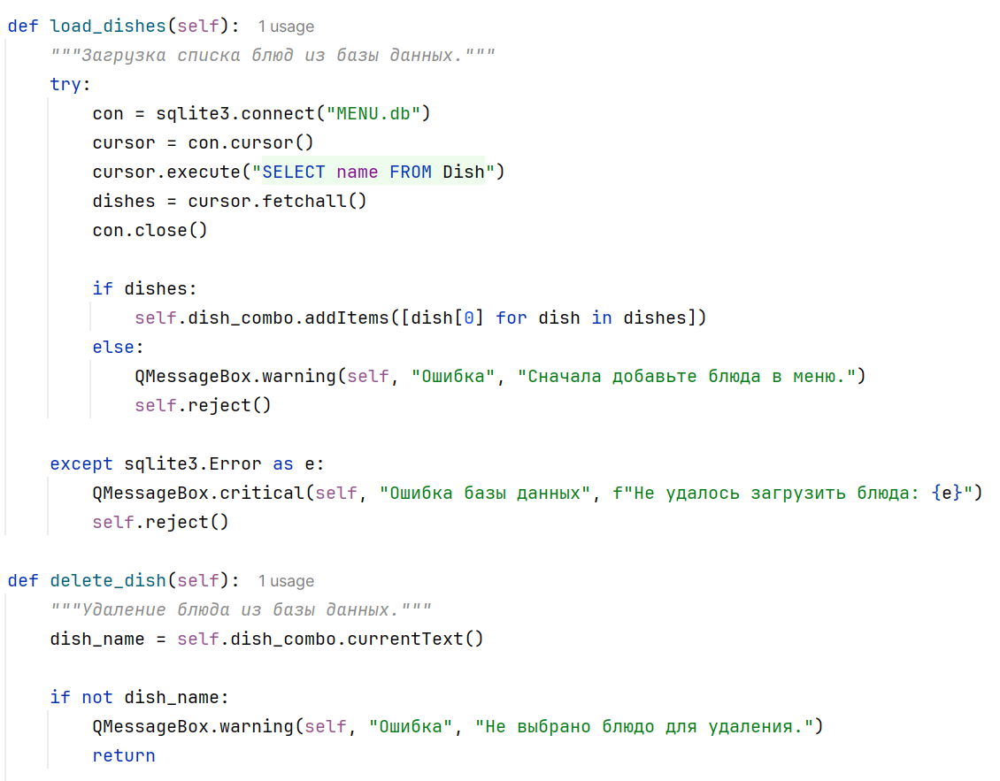 def load_dishes(self):  1 usage
    """Загрузка списка блюд из базы данных."""
    try:
        con = sqlite3.connect("MENU.db")
        cursor = con.cursor()
        cursor.execute("SELECT name FROM Dish")
        dishes = cursor.fetchall()
        con.close()

        if dishes:
            self.dish_combo.addItems([dish[0] for dish in dishes])
        else:
            QMessageBox.warning(self, "Ошибка", "Сначала добавьте блюда в меню.")
            self.reject()

    except sqlite3.Error as e:
        QMessageBox.critical(self, "Ошибка базы данных", f"Не удалось загрузить блюда: {e}")
        self.reject()

def delete_dish(self):  1 usage
    """Удаление блюда из базы данных."""
    dish_name = self.dish_combo.currentText()

    if not dish_name:
        QMessageBox.warning(self, "Ошибка", "Не выбрано блюдо для удаления.")
        return